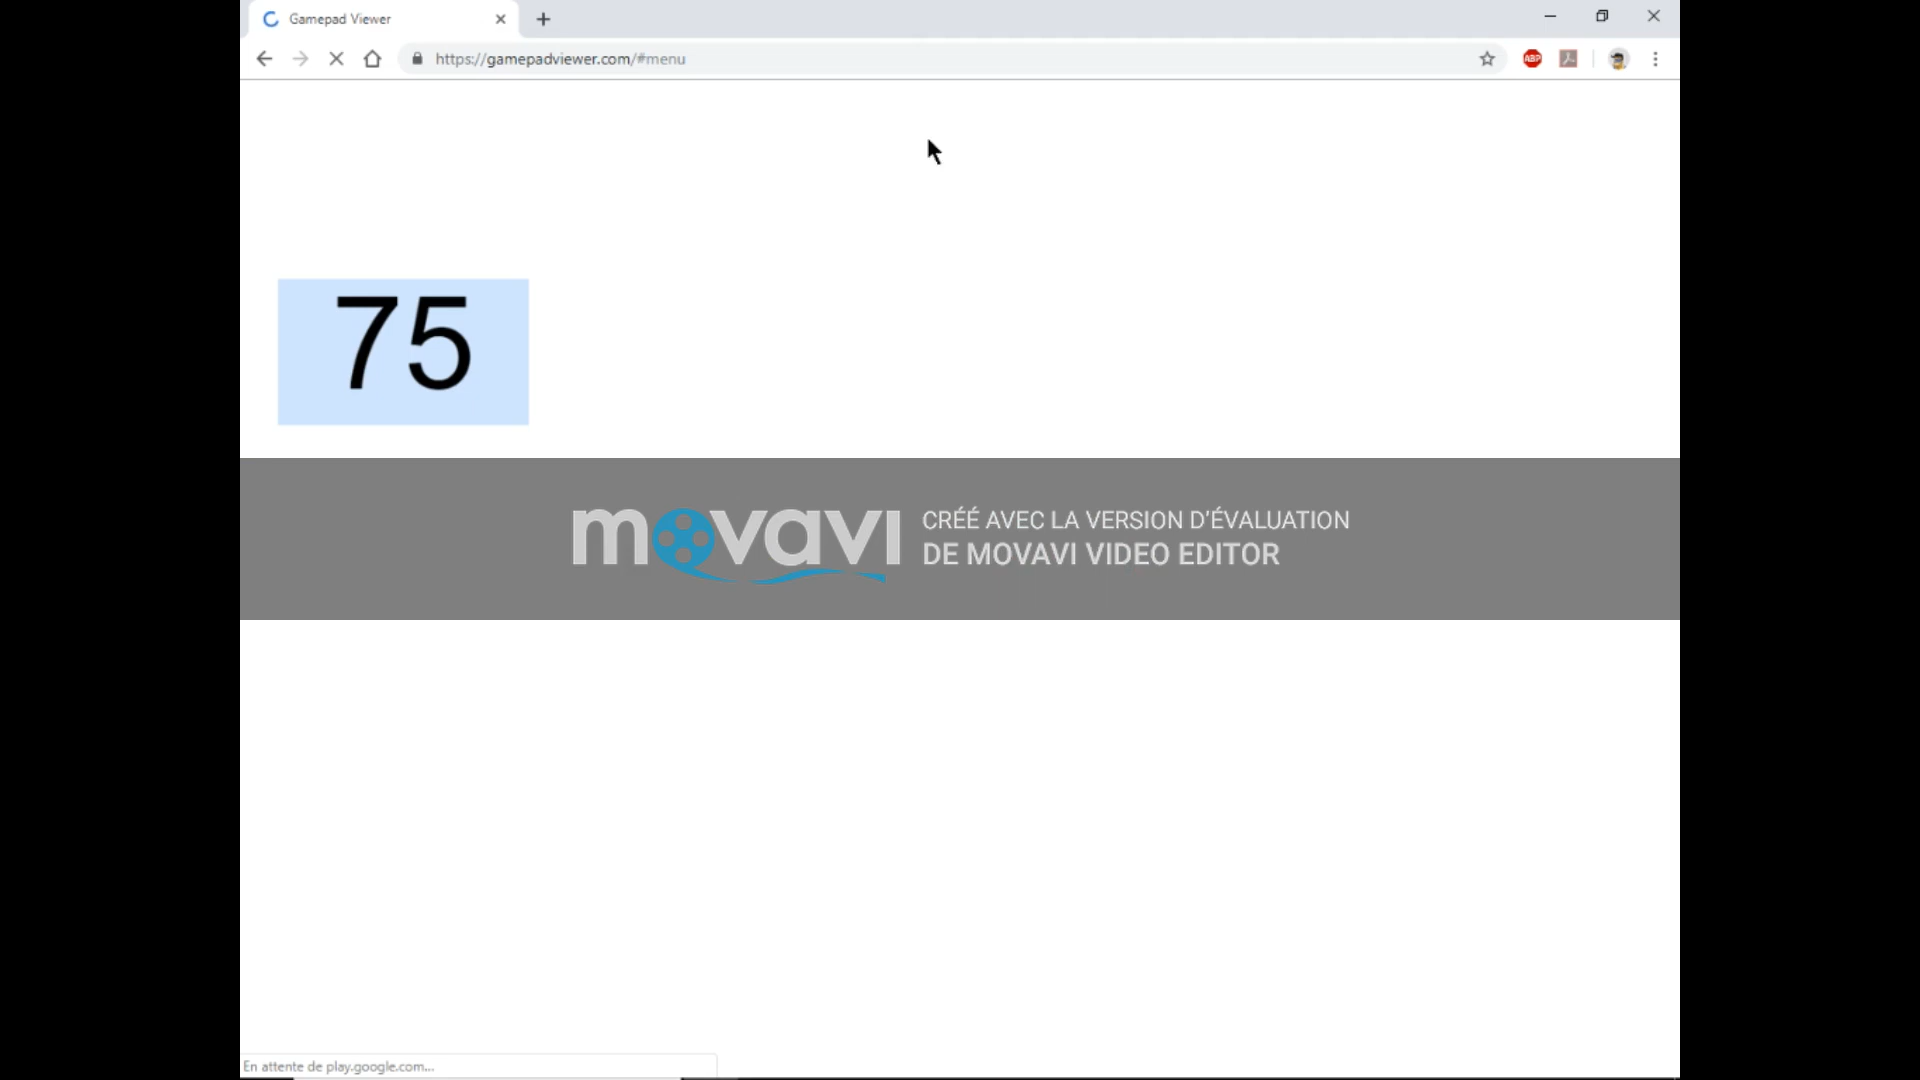 Gamepad Viewer
https://gamepadviewer.com/#menu
ABP
75
movavi
CRÉÉ AVEC LA VERSION D'ÉVALUATION
DE MOVAVI VIDEO EDITOR
En attente de play.google.com...